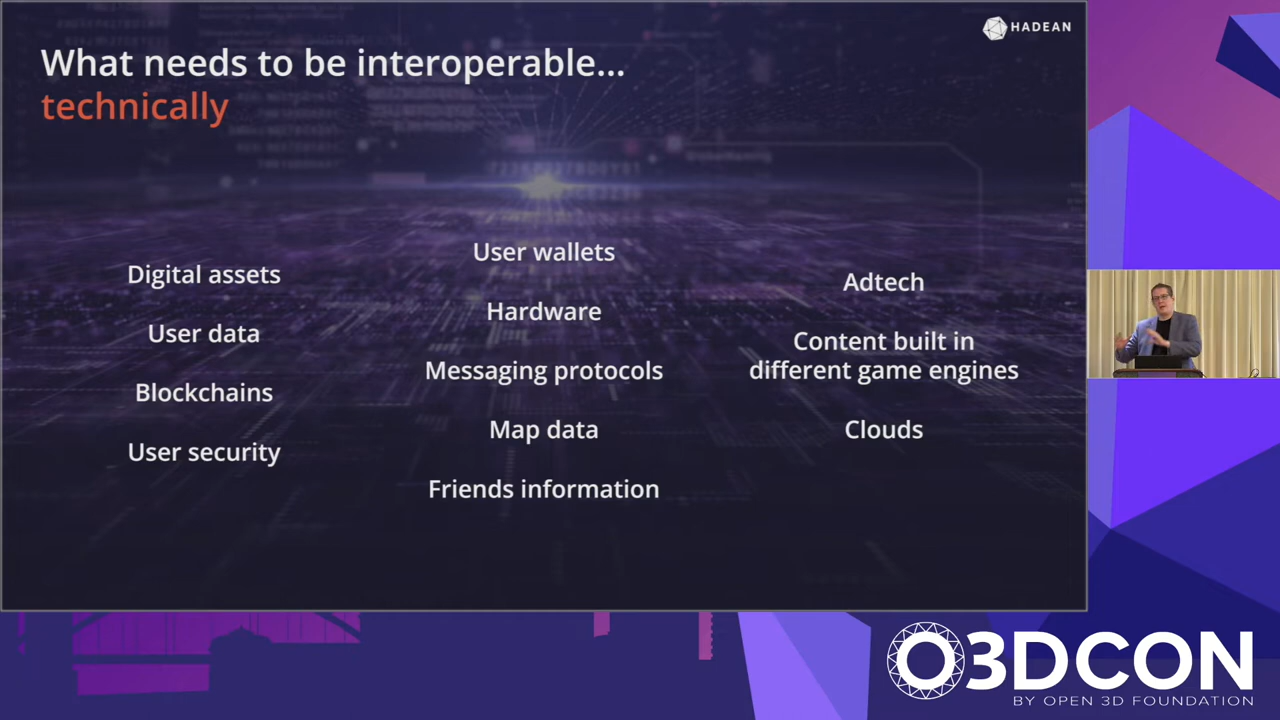 HADEAN
What needs to be interoperable...
technically
Digital assets
User data
Blockchains
User security
User wallets
Hardware
Messaging protocols
Map data
Friends information
Adtech
Content built in
different game engines
Clouds
O3DCON
BY OPEN 3D FOUNDATION